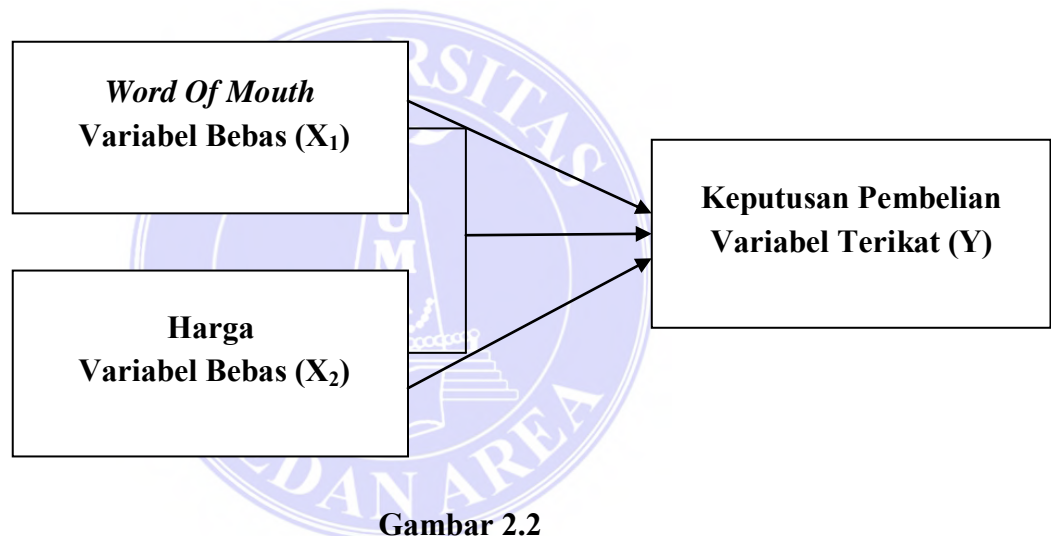 Word Of Mouth
Variabel Bebas (X₁)
Harga
Variabel Bebas (X₂)
Keputusan Pembelian
Variabel Terikat (Y)
Gambar 2.2